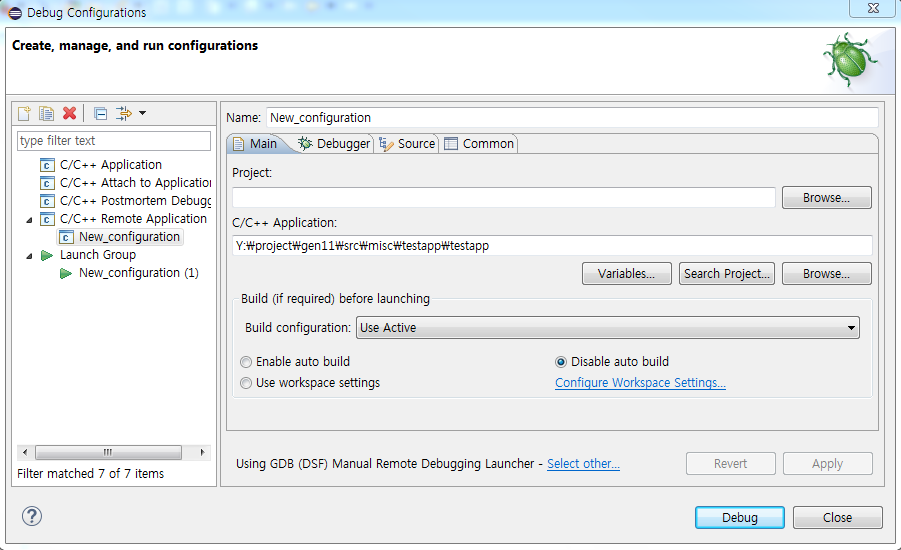 Debug Configurations
Create, manage, and run configurations
type filter text
C/C++ Application
C/C++ Attach to Application
C/C++ Postmortem Debugg
C/C++ Remote Application
New_configuration
Launch Group
New_configuration (1)
Filter matched 7 of 7 items
Name: New_configuration
Main Debugger Source Common
Project:
Browse...
C/C++ Application:
Y:₩project₩gen11₩src₩misc₩testapp₩testapp
Variables... Search Project... Browse...
Build (if required) before launching
Build configuration: Use Active
Enable auto build Disable auto build
Use workspace settings Configure Workspace Settings...
Using GDB (DSF) Manual Remote Debugging Launcher - Select other...
Revert Apply
Debug Close